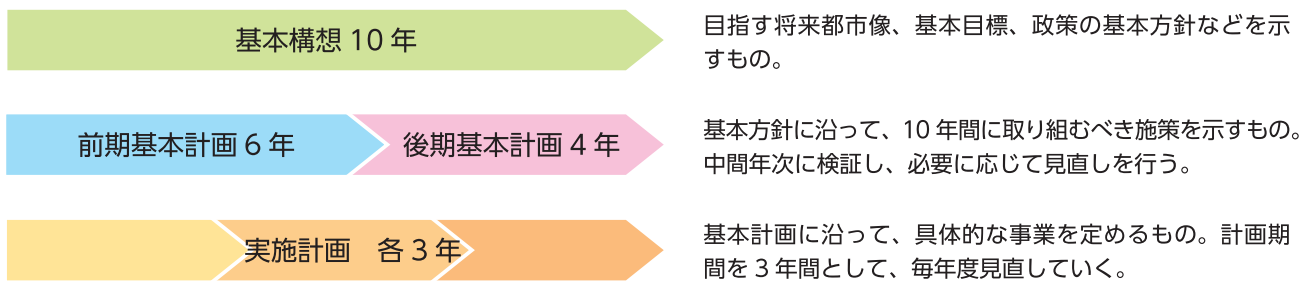 基本構想 10 年
目指す将来都市像、基本目標、政策の基本方針などを示
すもの。
前期基本計画 6 年
後期基本計画 4 年
基本方針に沿って、10 年間に取り組むべき施策を示すもの。
中間年次に検証し、必要に応じて見直しを行う。
実施計画　各 3 年
基本計画に沿って、具体的な事業を定めるもの。計画期
間を 3 年間として、毎年度見直していく。